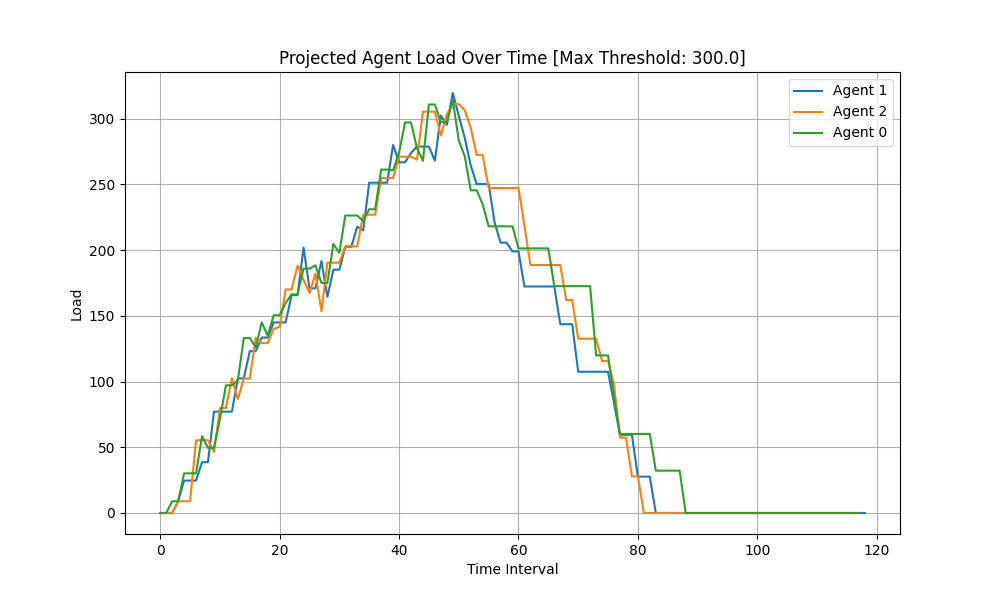 Projected Agent Load Over Time [Max Threshold: 300.0]
Agent 1
Agent 2
Agent 0
300
250
200
150
100
50
0
Load
0 20 40 60 80 100 120
Time Interval